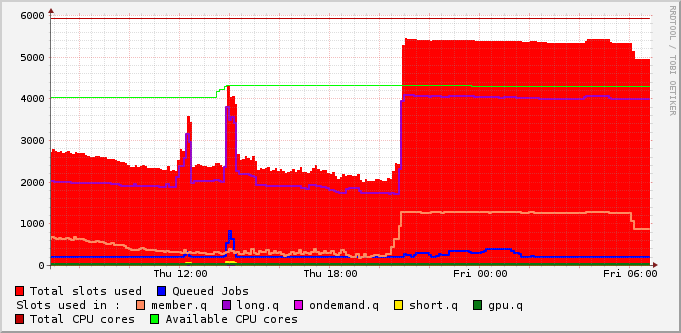 6000
5000
4000
3000
2000
1000
0
Thu 12:00 Thu 18:00 Fri 00:00 Fri 06:00
RRDTOOL / TOBI OETIKER
Total slots used Queued Jobs
Slots used in : member.q long.q ondemand.q short.q gpu.q
Total CPU cores Available CPU cores